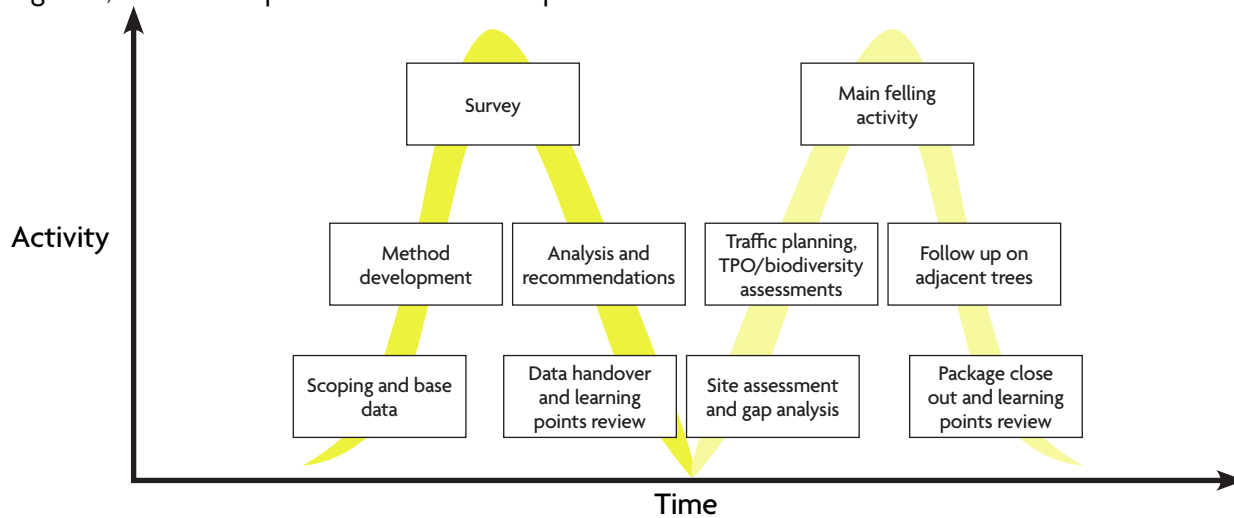 Activity
Survey
Main felling
activity
Method
development
Analysis and
recommendations
Traffic planning,
TPO/biodiversity
assessments
Follow up on
adjacent trees
Scoping and base
data
Data handover
and learning
points review
Site assessment
and gap analysis
Package close
out and learning
points review
Time